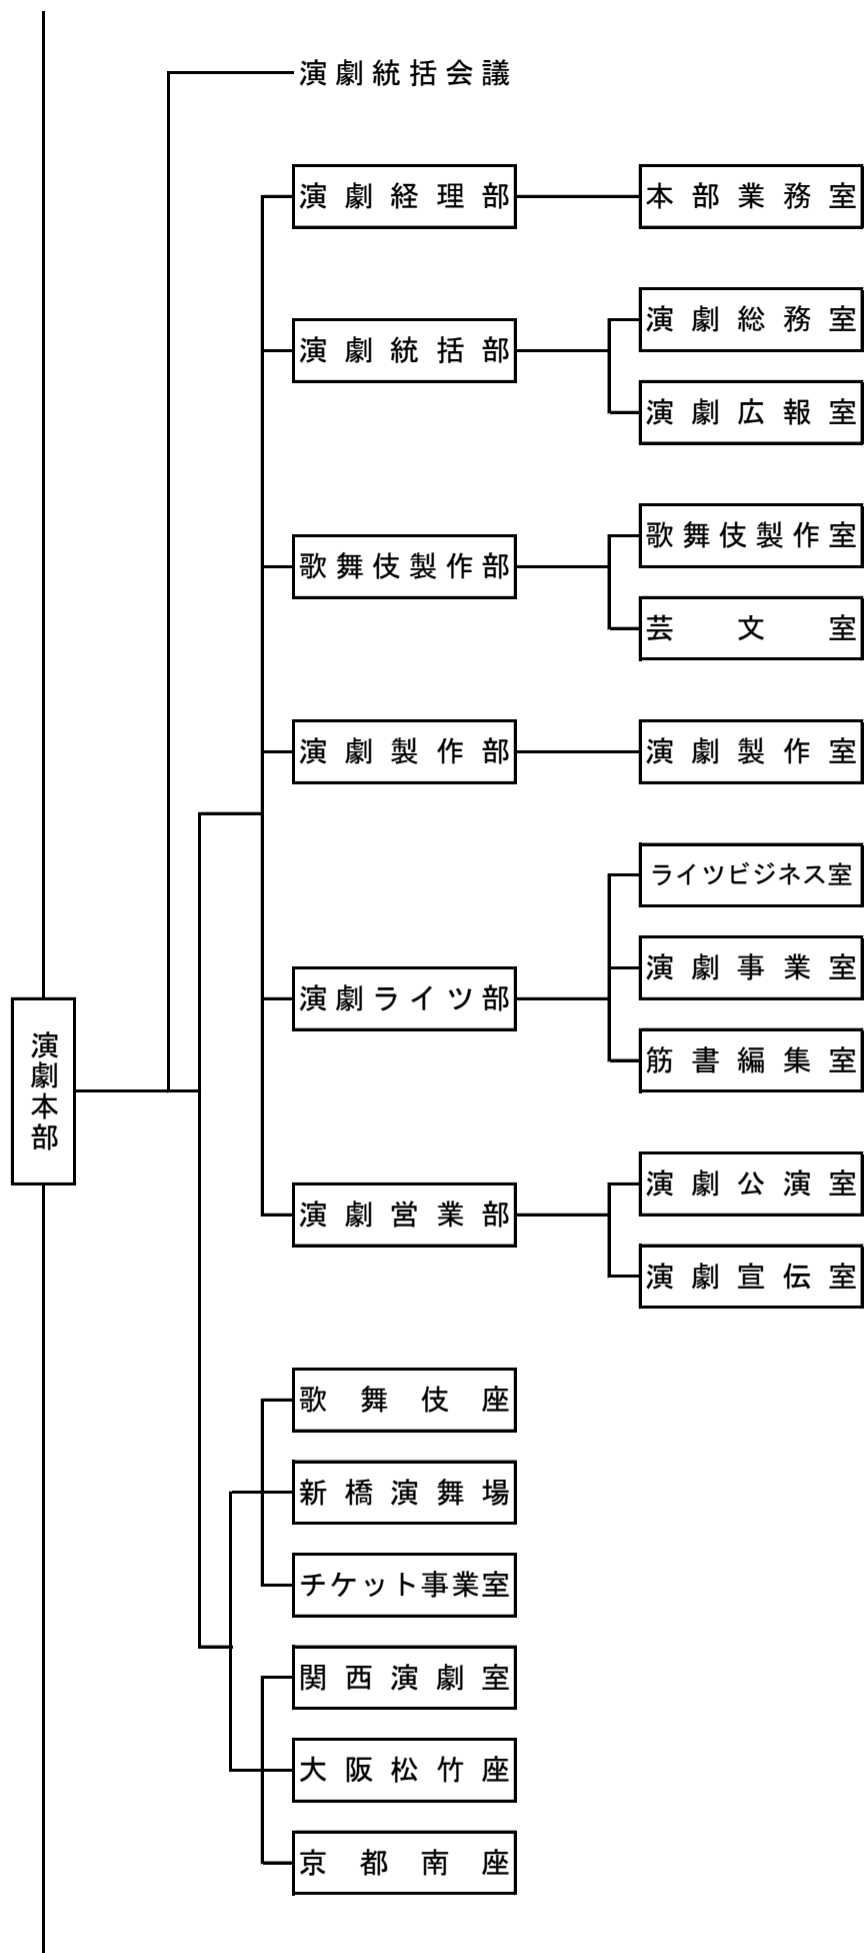 演劇統括会議
演劇経理部
本部業務室
演劇統括部
演劇総務室
演劇広報室
歌舞伎製作部
歌舞伎製作室
芸文室
演劇製作部
演劇製作室
演劇ライツ部
ライツビジネス室
演劇事業室
筋書編集室
演劇本部
演劇営業部
演劇公演室
演劇宣伝室
歌舞伎座
新橋演舞場
チケット事業室
関西演劇室
大阪松竹座
京都南座